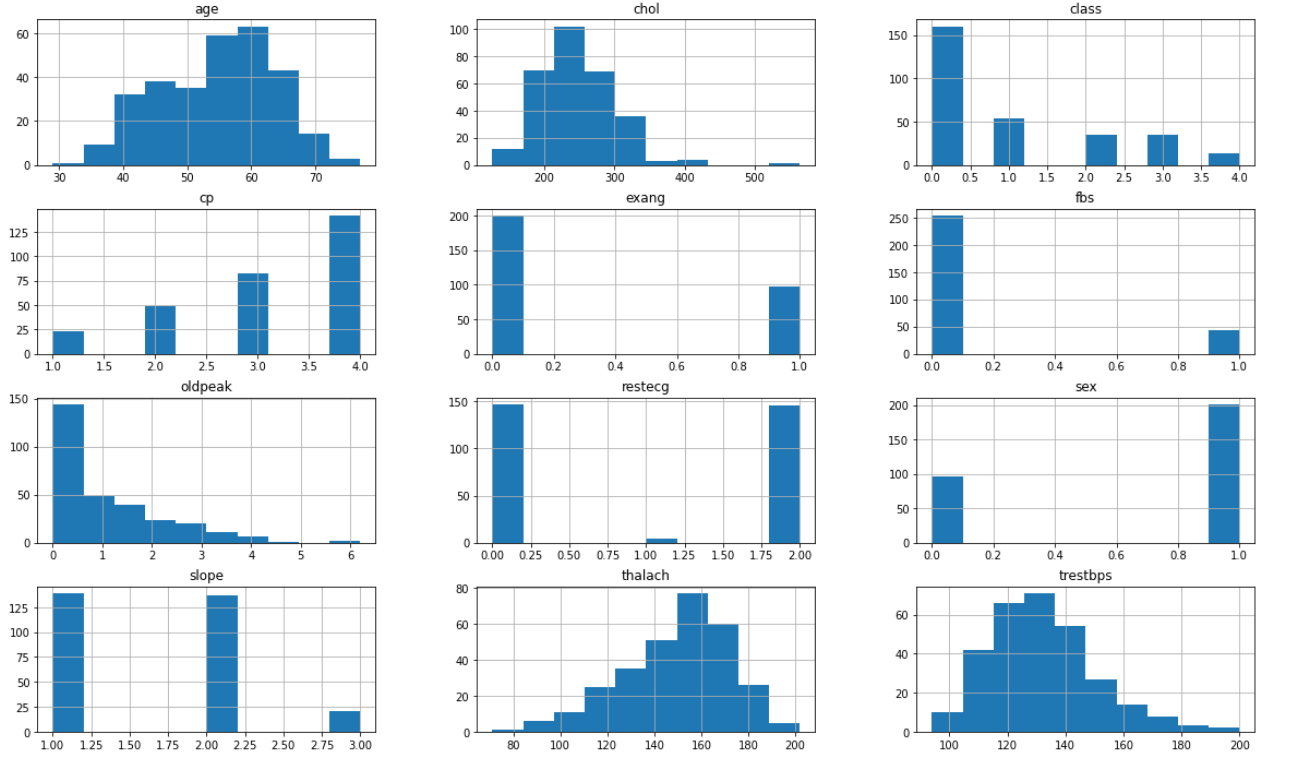 age
60
40
20
0
30 40 50 60 70
chol
100
80
60
40
20
0
200 300 400 500
class
150
100
50
0
0.0 0.5 1.0 1.5 2.0 2.5 3.0 3.5 4.0
cp
125
100
75
50
25
0
1.0 1.5 2.0 2.5 3.0 3.5 4.0
exang
200
150
100
50
0
0.0 0.2 0.4 0.6 0.8 1.0
fbs
250
200
150
100
50
0
0.0 0.2 0.4 0.6 0.8 1.0
oldpeak
150
100
50
0
0 1 2 3 4 5 6
restecg
150
100
50
0
0.00 0.25 0.50 0.75 1.00 1.25 1.50 1.75 2.00
sex
200
150
100
50
0
0.0 0.2 0.4 0.6 0.8 1.0
slope
125
100
75
50
25
0
1.00 1.25 1.50 1.75 2.00 2.25 2.50 2.75 3.00
thalach
80
60
40
20
0
80 100 120 140 160 180 200
trestbps
60
40
20
0
100 120 140 160 180 200